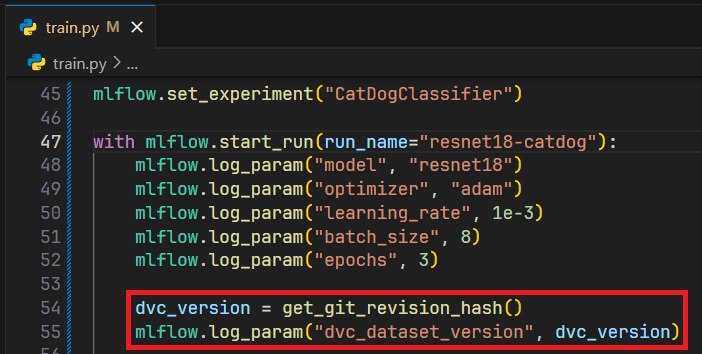 train.py M ×
train.py > ...
45 mlflow.set_experiment("CatDogClassifier")
46
47 with mlflow.start_run(run_name="resnet18-catdog"):
48 mlflow.log_param("model", "resnet18")
49 mlflow.log_param("optimizer", "adam")
50 mlflow.log_param("learning_rate", 1e-3)
51 mlflow.log_param("batch_size", 8)
52 mlflow.log_param("epochs", 3)
53
54 dvc_version = get_git_revision_hash()
55 mlflow.log_param("dvc_dataset_version", dvc_version)
56